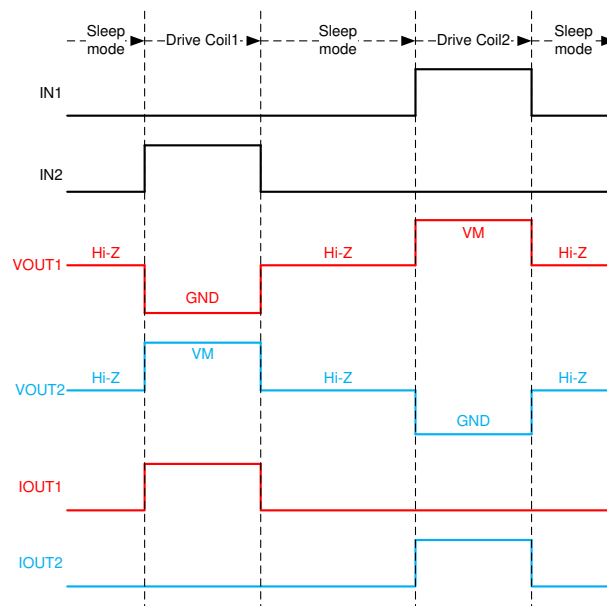 Sleep
mode
Drive Coil1
Sleep
mode
Drive Coil2
Sleep
mode
IN1
IN2
VOUT1
Hi-Z
GND
Hi-Z
VM
Hi-Z
VOUT2
Hi-Z
VM
Hi-Z
GND
Hi-Z
IOUT1
IOUT2